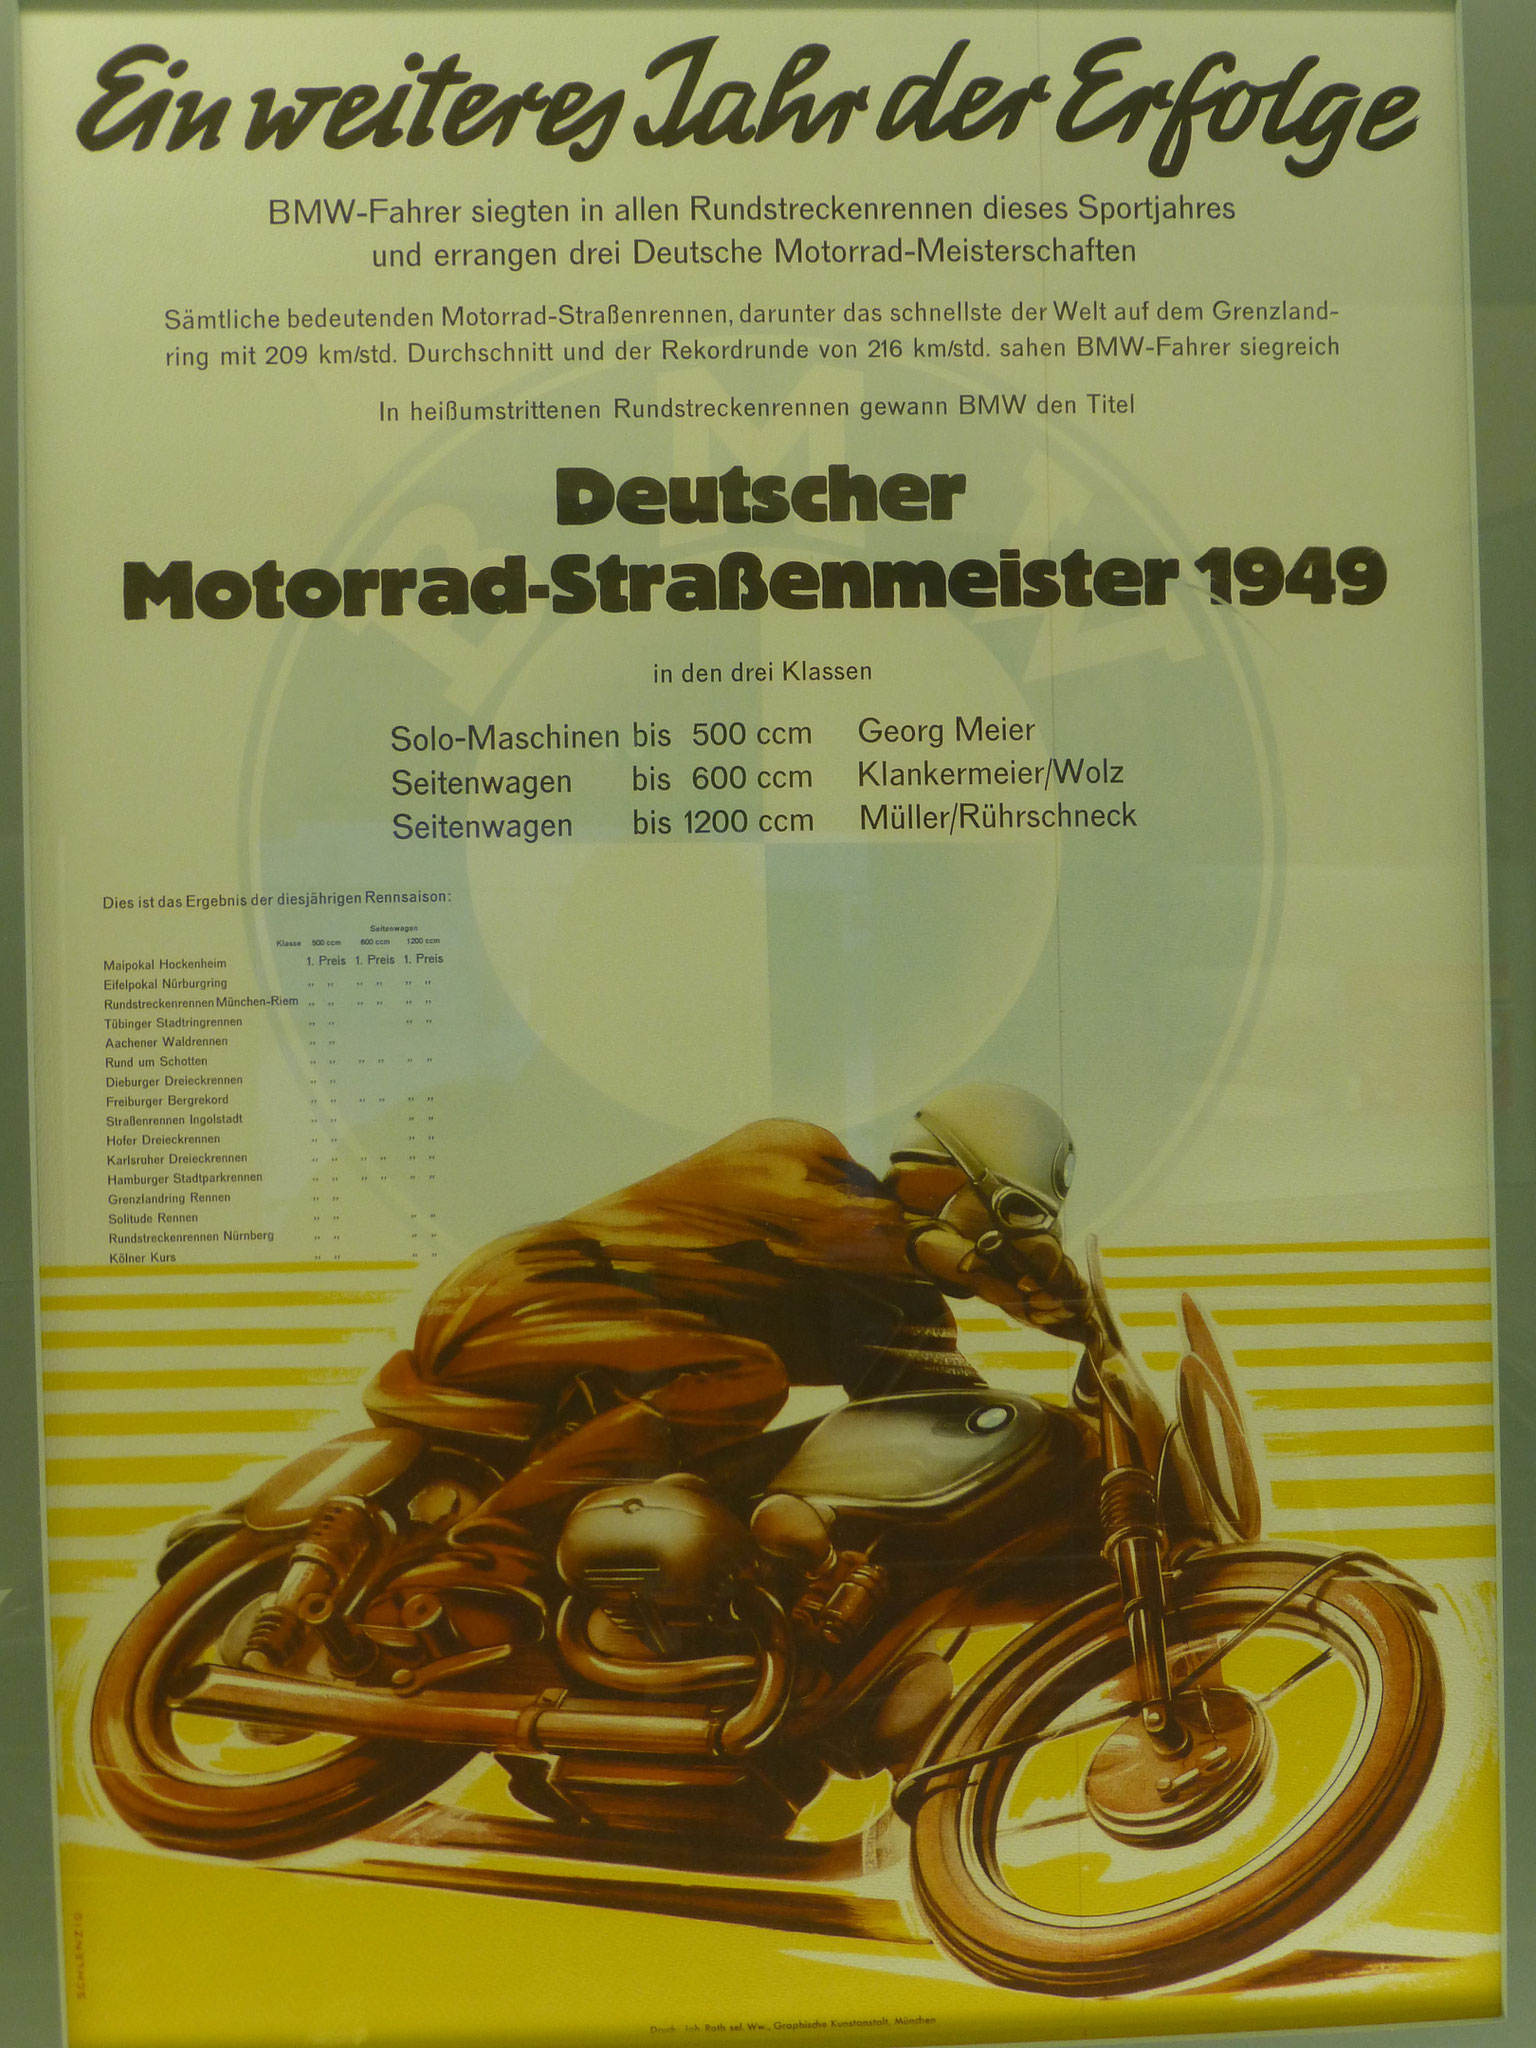 Ein weiteres Jahr der Erfolge
BMW-Fahrer siegten in allen Rundstreckenrennen dieses Sportjahres
und errangen drei Deutsche Motorrad-Meisterschaften
Sämtliche bedeutenden Motorrad-Straßenrennen, darunter das schnellste der Welt auf dem Grenzland-
ring mit 209 km/std. Durchschnitt und der Rekordrunde von 216 km/std. sahen BMW-Fahrer siegreich
In heißumstrittenen Rundstreckenrennen gewann BMW den Titel
BMW
Deutscher
Motorrad-Straßenmeister 1949
in den drei Klassen
Solo-Maschinen bis 500 ccm Georg Meier
Seitenwagen bis 600 ccm Klankermeier/Wolz
Seitenwagen bis 1200 ccm Müller/Rührschneck
Dies ist das Ergebnis der diesjährigen Rennsaison:
Seitenwagen
Klasse 500 ccm 600 ccm 1200 ccm
Maipokal Hockenheim 1. Preis 1. Preis 1. Preis
Eifelpokal Nürburgring " " " " " "
Rundstreckenrennen München-Riem " " " " " "
Tübinger Stadtringrennen " " " "
Aachener Waldrennen " "
Rund um Schotten " " " " " "
Dieburger Dreieckrennen " "
Freiburger Bergrekord " " " " " "
Straßenrennen Ingolstadt " " " "
Hofer Dreieckrennen " " " "
Karlsruher Dreieckrennen " " " " " "
Hamburger Stadtparkrennen " " " " " "
Grenzlandring Rennen " "
Solitude Rennen " " " "
Rundstreckenrennen Nürnberg " " " "
Kölner Kurs " " " "
SCHLENZIG
Druck Joh. Roth sel. Ww., Graphische Kunstanstalt, München